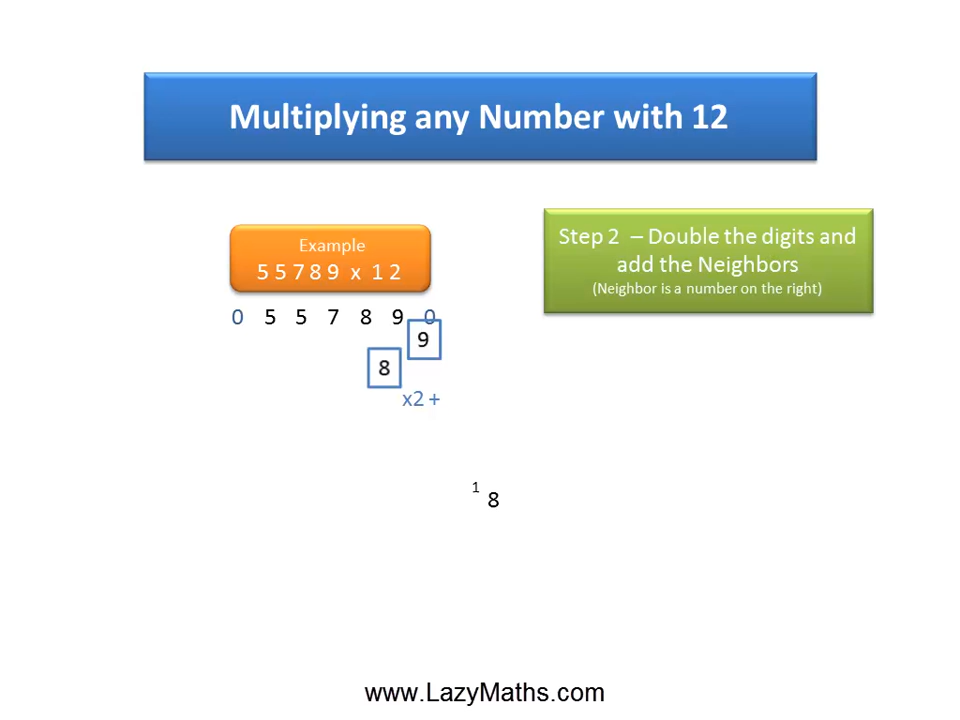 Multiplying any Number with 12
Example
5 5 7 8 9 x 1 2
Step 2 – Double the digits and
add the Neighbors
(Neighbor is a number on the right)
0 5 5 7 8 9 0
9
8
x2 +
1
8
www.LazyMaths.com